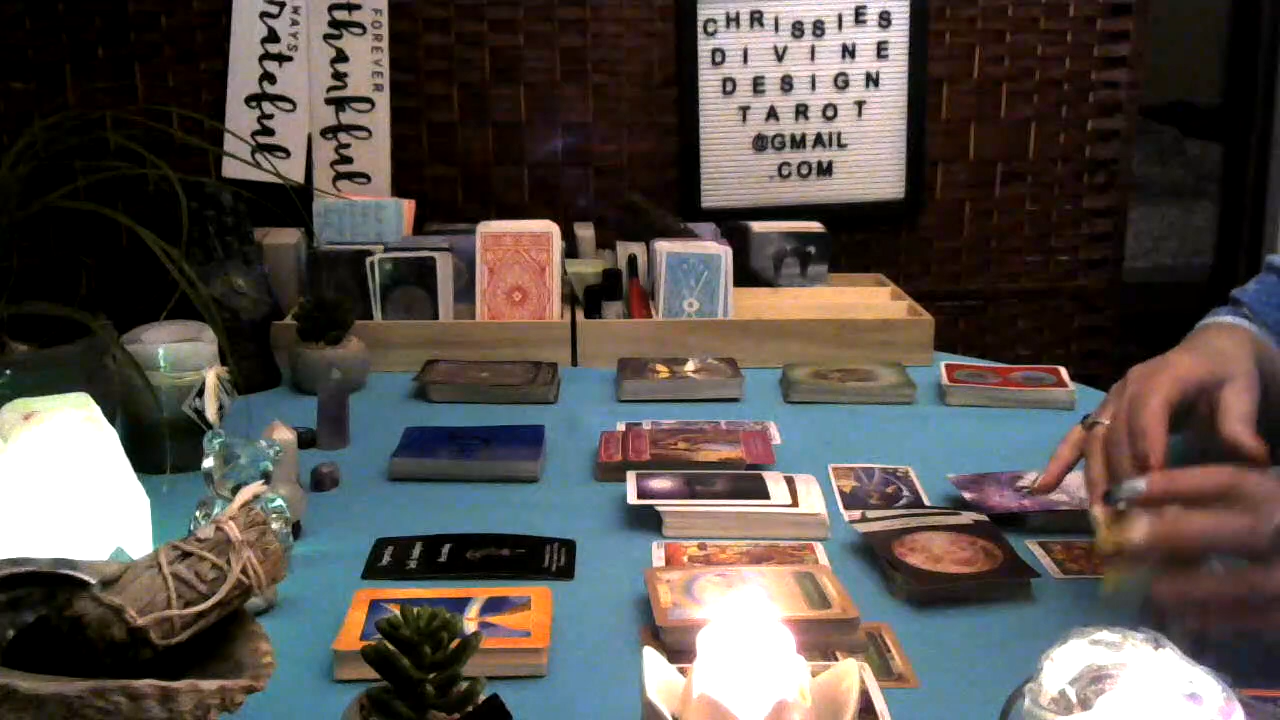 ALWAYS
grateful
FOREVER
thankful
CHRISSIES
DIVINE
DESIGN
TAROT
@GMAIL
.COM